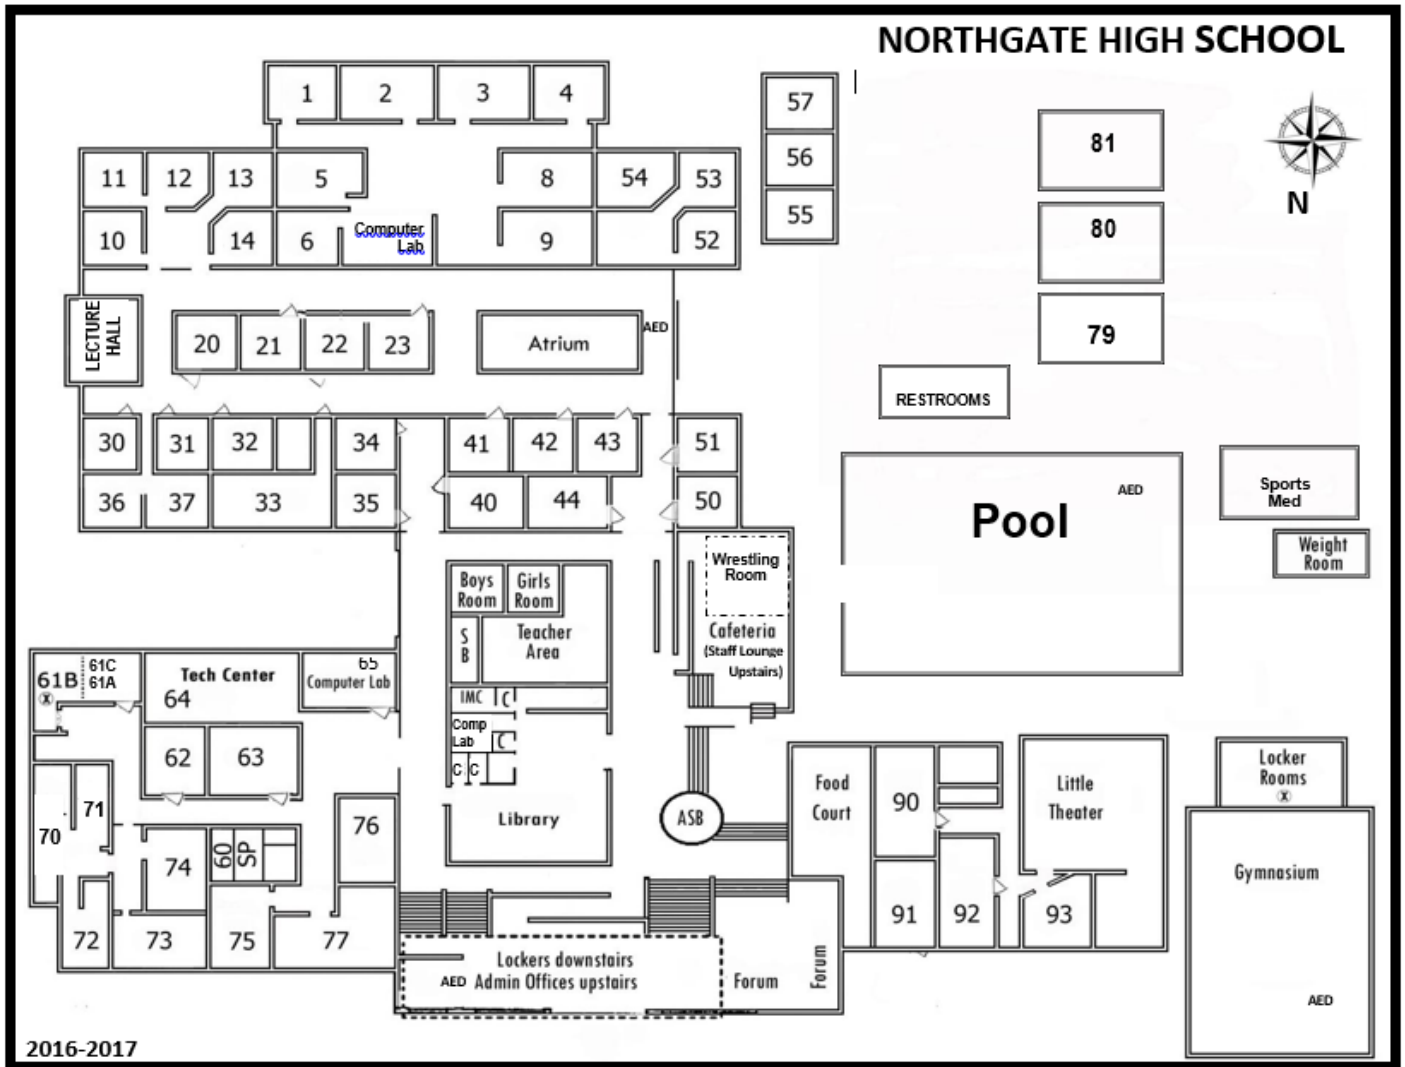 NORTHGATE HIGH SCHOOL
N
1
2
3
4
57
56
55
81
80
79
11
12
13
5
8
54
53
10
14
6
Computer
Lab
9
52
LECTURE
HALL
20
21
22
23
Atrium
AED
RESTROOMS
30
31
32
34
41
42
43
51
36
37
33
35
40
44
50
Pool
AED
Sports
Med
Weight
Room
Wrestling
Room
Cafeteria
(Staff Lounge
Upstairs)
Boys
Room
Girls
Room
S
B
Teacher
Area
IMC
C
Comp
Lab
C
C
C
Library
61B
61C
61A
X
Tech Center
64
65
Computer Lab
62
63
70
71
76
74
60
SP
72
73
75
77
ASB
Food
Court
90
91
92
93
Little
Theater
Locker
Rooms
X
Gymnasium
AED
Lockers downstairs
AED Admin Offices upstairs
Forum
Forum
2016-2017